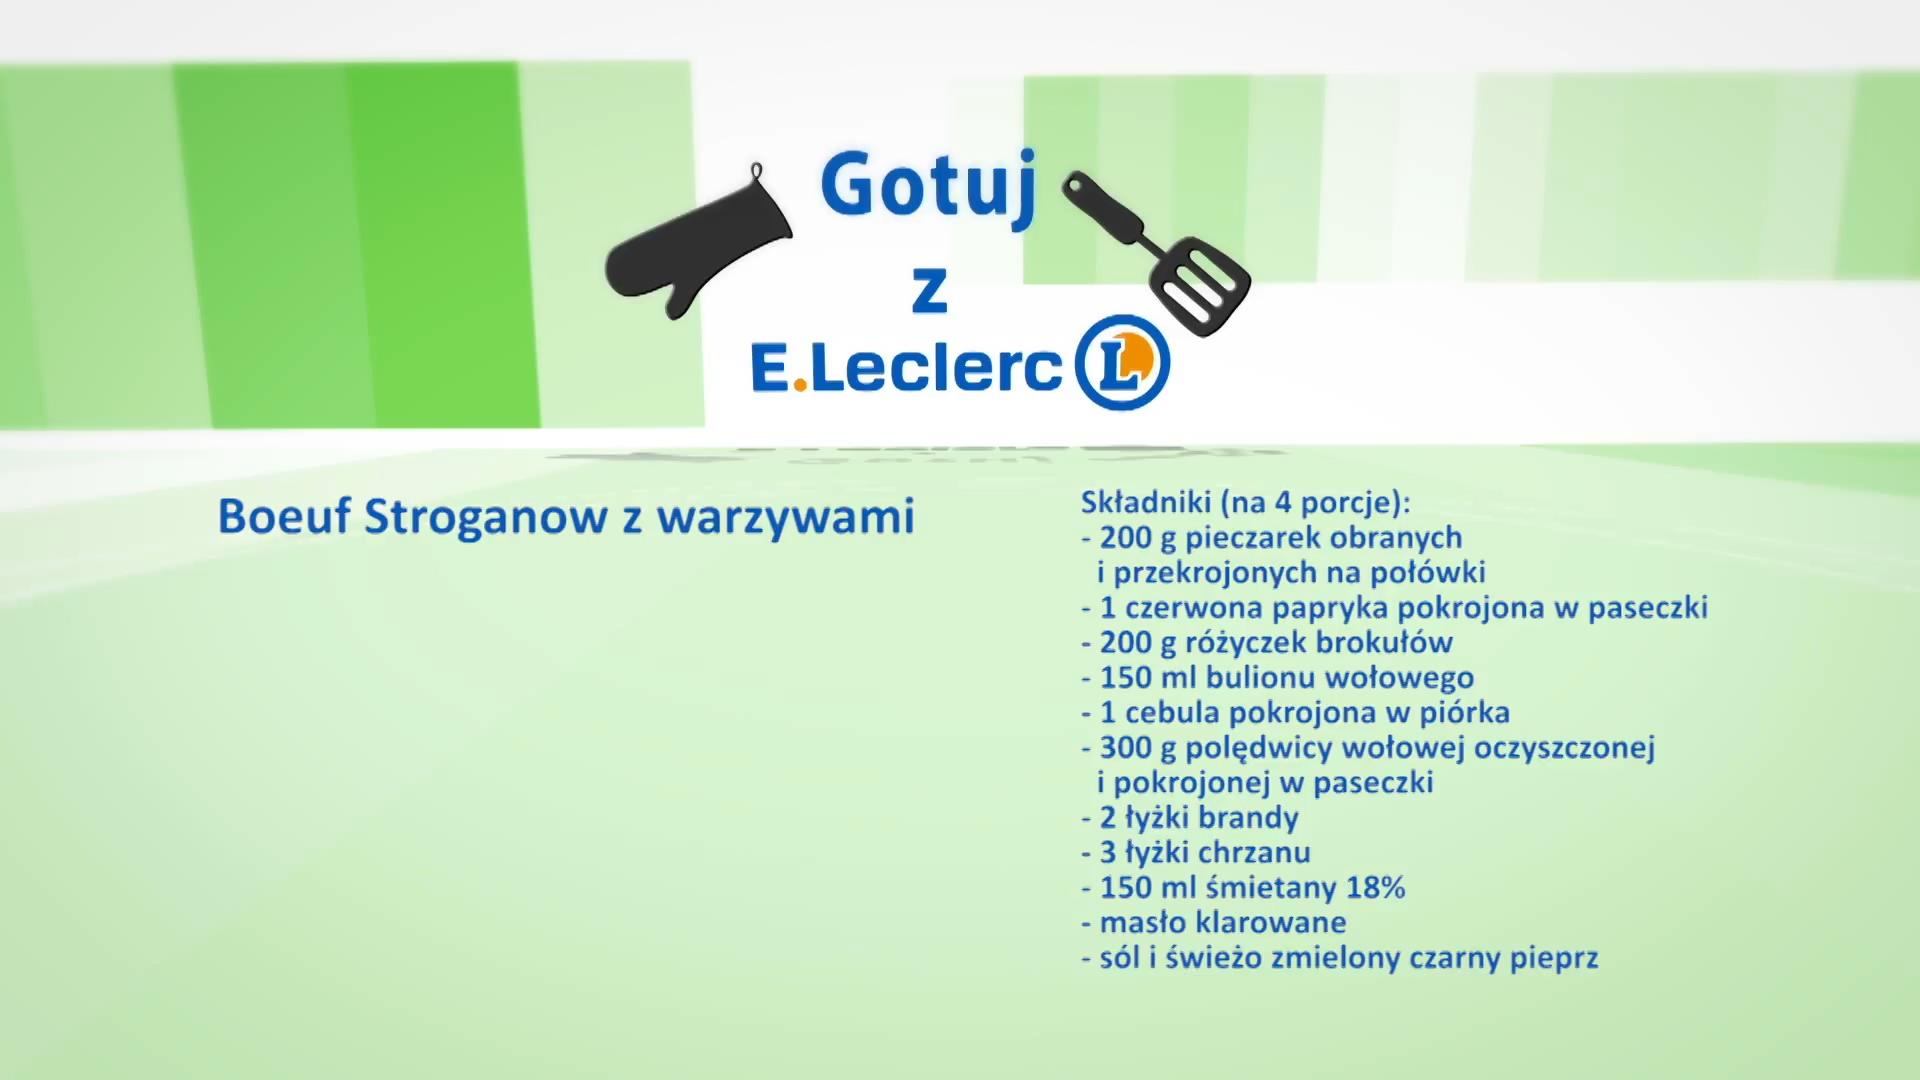 Gotuj
z
E.Leclerc L
Boeuf Stroganow z warzywami
Składniki (na 4 porcje):
- 200 g pieczarek obranych
i przekrojonych na połówki
- 1 czerwona papryka pokrojona w paseczki
- 200 g różyczek brokułów
- 150 ml bulionu wołowego
- 1 cebula pokrojona w piórka
- 300 g polędwicy wołowej oczyszczonej
i pokrojonej w paseczki
- 2 łyżki brandy
- 3 łyżki chrzanu
- 150 ml śmietany 18%
- masło klarowane
- sól i świeżo zmielony czarny pieprz